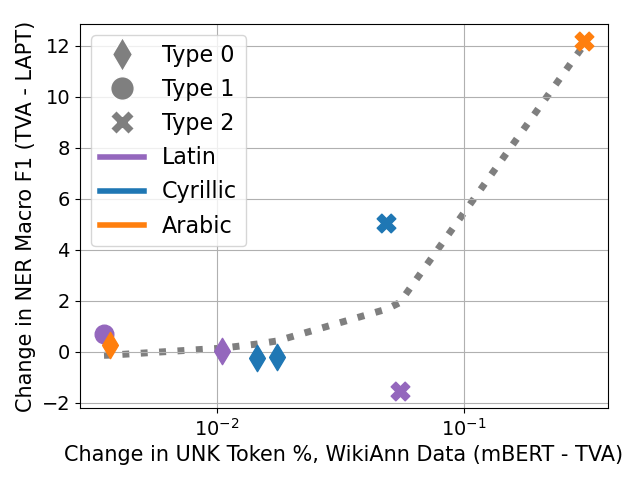 Change in NER Macro F1 (TVA - LAPT)
12
10
8
6
4
2
0
−2
Type 0
Type 1
Type 2
Latin
Cyrillic
Arabic
10⁻² 10⁻¹
Change in UNK Token %, WikiAnn Data (mBERT - TVA)